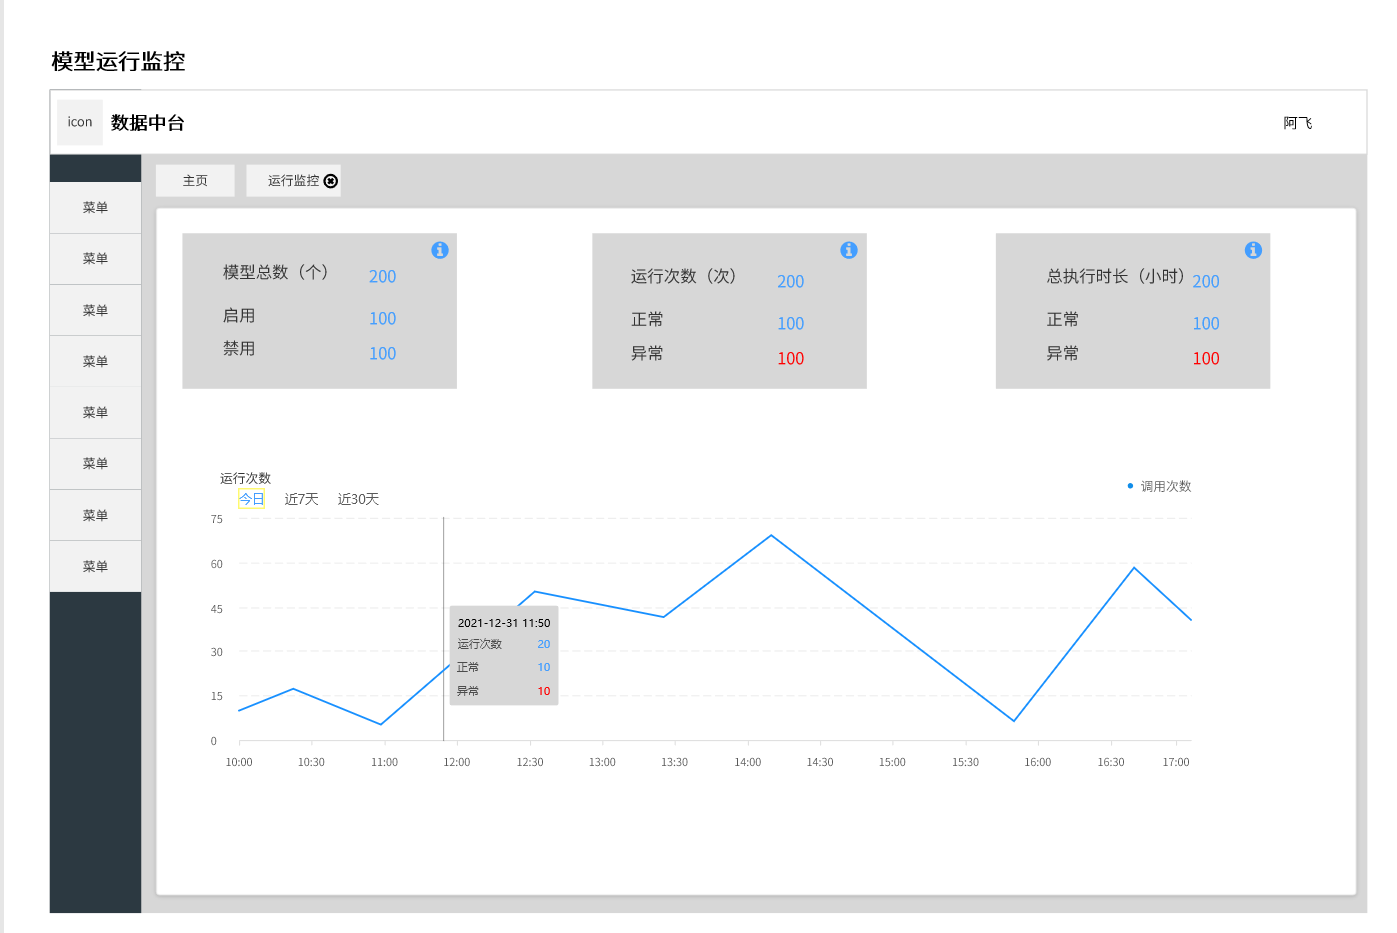 模型运行监控
icon 数据中台 阿飞
主页 运行监控
菜单
菜单
菜单
菜单
菜单
菜单
菜单
菜单
模型总数（个） 200
启用 100
禁用 100
运行次数（次） 200
正常 100
异常 100
总执行时长（小时） 200
正常 100
异常 100
运行次数
今日 近7天 近30天
调用次数
75
60
45
30
15
0
2021-12-31 11:50
运行次数 20
正常 10
异常 10
10:00 10:30 11:00 12:00 12:30 13:00 13:30 14:00 14:30 15:00 15:30 16:00 16:30 17:00